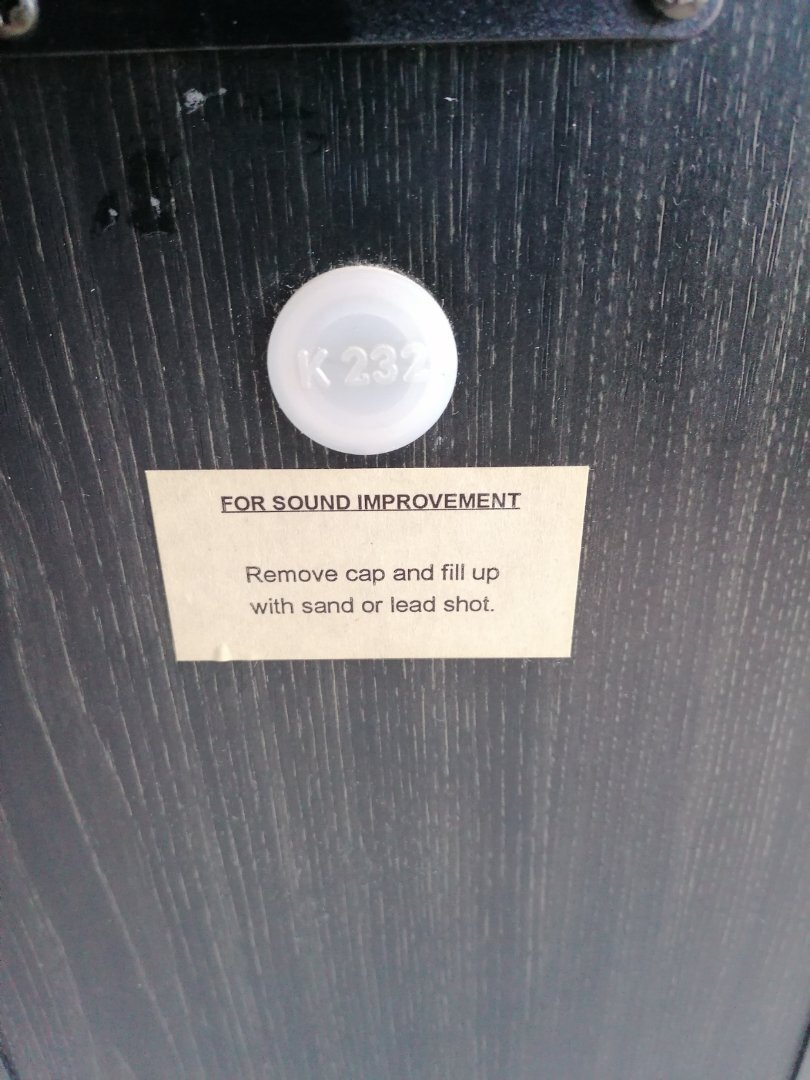 K 232
FOR SOUND IMPROVEMENT
Remove cap and fill up
with sand or lead shot.